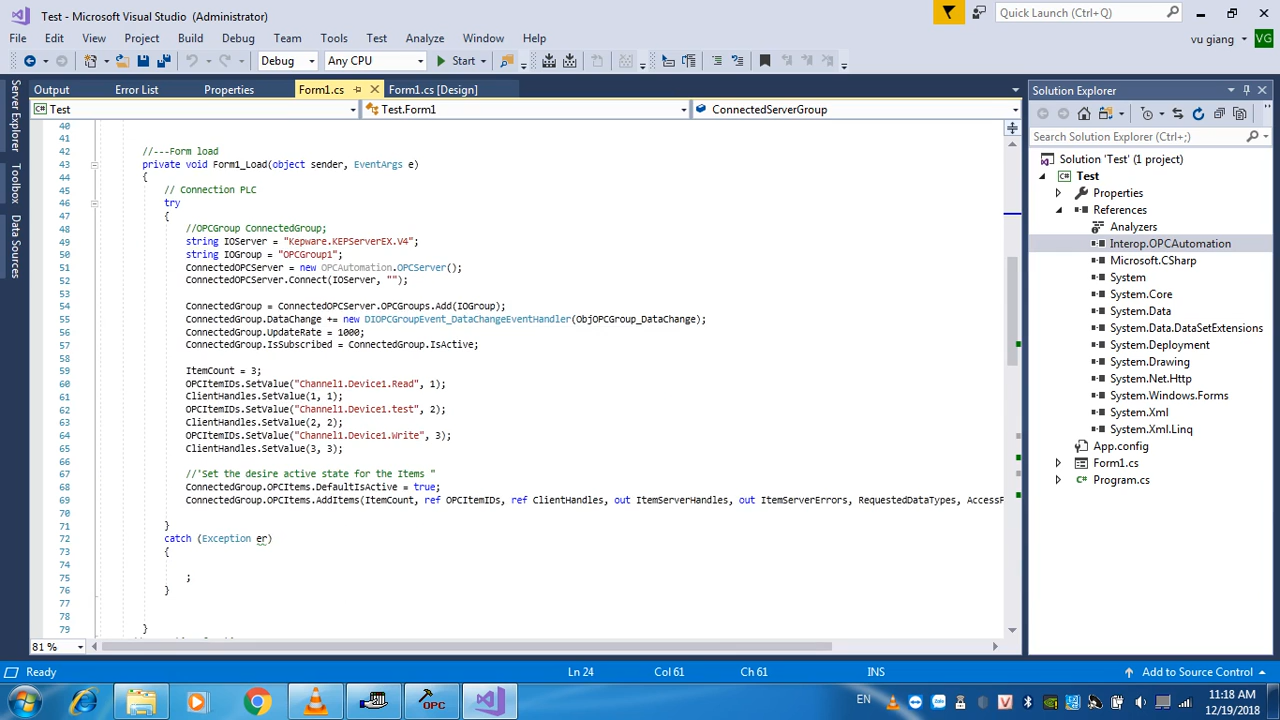 Test - Microsoft Visual Studio (Administrator)
Quick Launch (Ctrl+Q)
File Edit View Project Build Debug Team Tools Test Analyze Window Help
vu giang VG
Debug Any CPU Start
Server Explorer
Toolbox
Data Sources
Output Error List Properties Form1.cs Form1.cs [Design]
Test Test.Form1 ConnectedServerGroup
40
41
42 //---Form load
43 private void Form1_Load(object sender, EventArgs e)
44 {
45 // Connection PLC
46 try
47 {
48 //OPCGroup ConnectedGroup;
49 string IOServer = "Kepware.KEPServerEX.V4";
50 string IOGroup = "OPCGroup1";
51 ConnectedOPCServer = new OPCAutomation.OPCServer();
52 ConnectedOPCServer.Connect(IOServer, "");
53
54 ConnectedGroup = ConnectedOPCServer.OPCGroups.Add(IOGroup);
55 ConnectedGroup.DataChange += new DIOPCGroupEvent_DataChangeEventHandler(ObjOPCGroup_DataChange);
56 ConnectedGroup.UpdateRate = 1000;
57 ConnectedGroup.IsSubscribed = ConnectedGroup.IsActive;
58
59 ItemCount = 3;
60 OPCItemIDs.SetValue("Channel1.Device1.Read", 1);
61 ClientHandles.SetValue(1, 1);
62 OPCItemIDs.SetValue("Channel1.Device1.test", 2);
63 ClientHandles.SetValue(2, 2);
64 OPCItemIDs.SetValue("Channel1.Device1.Write", 3);
65 ClientHandles.SetValue(3, 3);
66
67 //'Set the desire active state for the Items "
68 ConnectedGroup.OPCItems.DefaultIsActive = true;
69 ConnectedGroup.OPCItems.AddItems(ItemCount, ref OPCItemIDs, ref ClientHandles, out ItemServerHandles, out ItemServerErrors, RequestedDataTypes, AccessP
70
71 }
72 catch (Exception er)
73 {
74
75 ;
76 }
77
78
79 }
81 %
Solution Explorer
Search Solution Explorer (Ctrl+;)
Solution 'Test' (1 project)
Test
Properties
References
Analyzers
Interop.OPCAutomation
Microsoft.CSharp
System
System.Core
System.Data
System.Data.DataSetExtensions
System.Deployment
System.Drawing
System.Net.Http
System.Windows.Forms
System.Xml
System.Xml.Linq
App.config
Form1.cs
Program.cs
Ready Ln 24 Col 61 Ch 61 INS Add to Source Control
OPC
EN
11:18 AM
12/19/2018